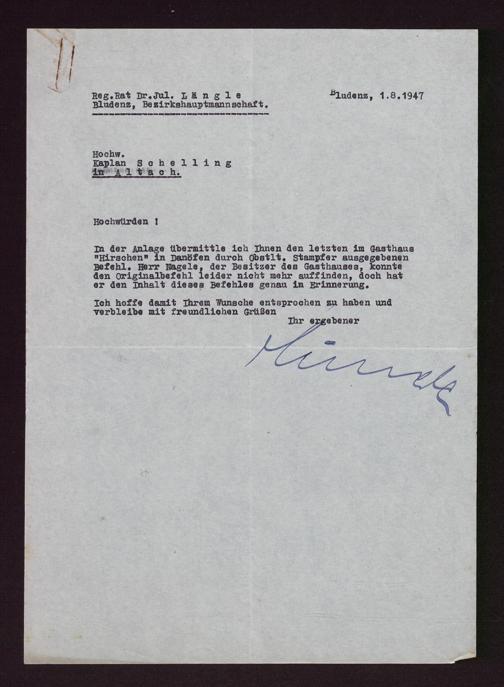 Reg.Rat Dr.Jul. L ä n g l e
Bludenz, Bezirkshauptmannschaft.
Bludenz, 1.8.1947
Hochw.
Kaplan S c h e l l i n g
in A l t a c h.
Hochwürden !
In der Anlage übermittle ich Ihnen den letzten im Gasthaus
"Hirschen" in Danöfen durch Obstlt. Stampfer ausgegebenen
Befehl. Herr Nagele, der Besitzer des Gasthauses, konnte
den Originalbefehl leider nicht mehr auffinden, doch hat
er den Inhalt dieses Befehles genau in Erinnerung.
Ich hoffe damit Ihrem Wunsche entsprochen zu haben und
verbleibe mit freundlichen Grüßen
Ihr ergebener